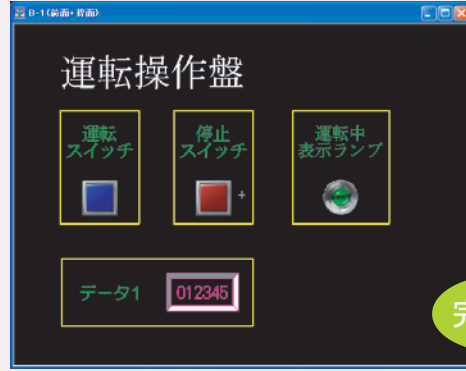 B-1(前面+背面)
運転操作盤
運転
スイッチ
停止
スイッチ
運転中
表示ランプ
データ1
012345